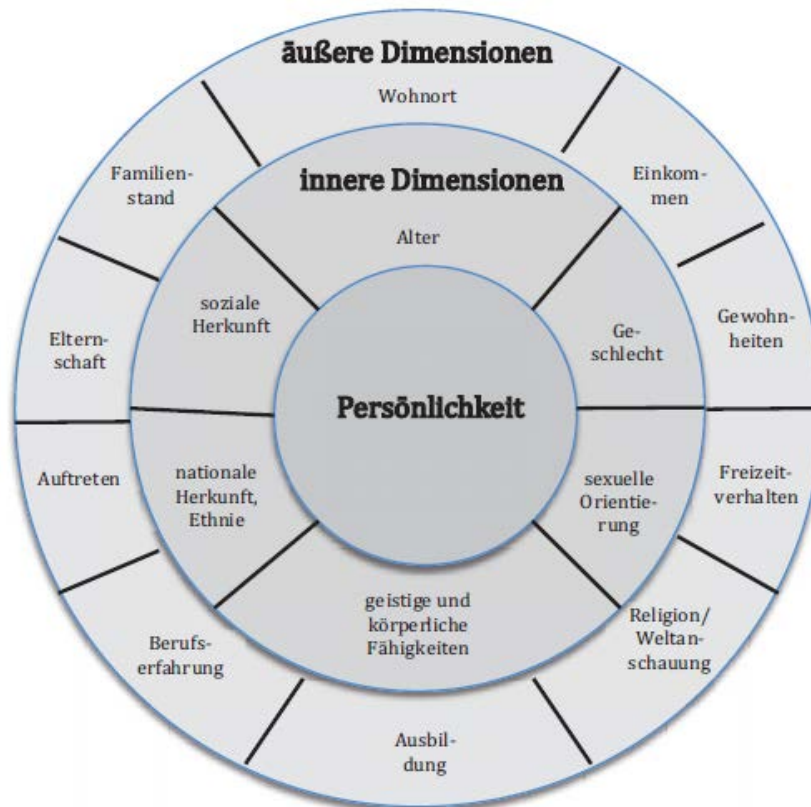 äußere Dimensionen
Wohnort
Familien-
stand
innere Dimensionen
Einkom-
men
Alter
soziale
Herkunft
Ge-
schlecht
Gewohn-
heiten
Eltern-
schaft
Persönlichkeit
Auftreten
nationale
Herkunft,
Ethnie
sexuelle
Orientie-
rung
Freizeit-
verhalten
geistige und
körperliche
Fähigkeiten
Berufs-
erfahrung
Religion/
Weltan-
schauung
Ausbil-
dung